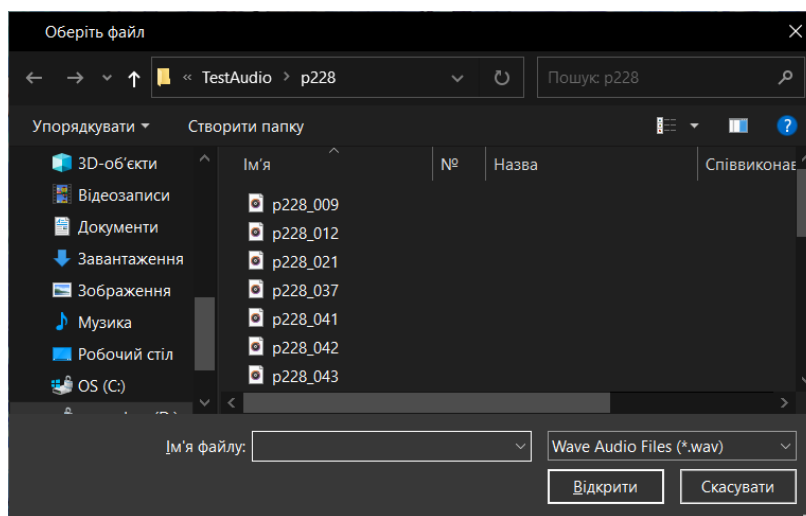 Оберіть файл
« TestAudio › p228
Пошук: p228
Упорядкувати
Створити папку
3D-об'єкти
Відеозаписи
Документи
Завантаження
Зображення
Музика
Робочий стіл
OS (C:)
Ім'я № Назва Співвиконав
p228_009
p228_012
p228_021
p228_037
p228_041
p228_042
p228_043
Ім'я файлу:
Wave Audio Files (*.wav)
Відкрити Скасувати